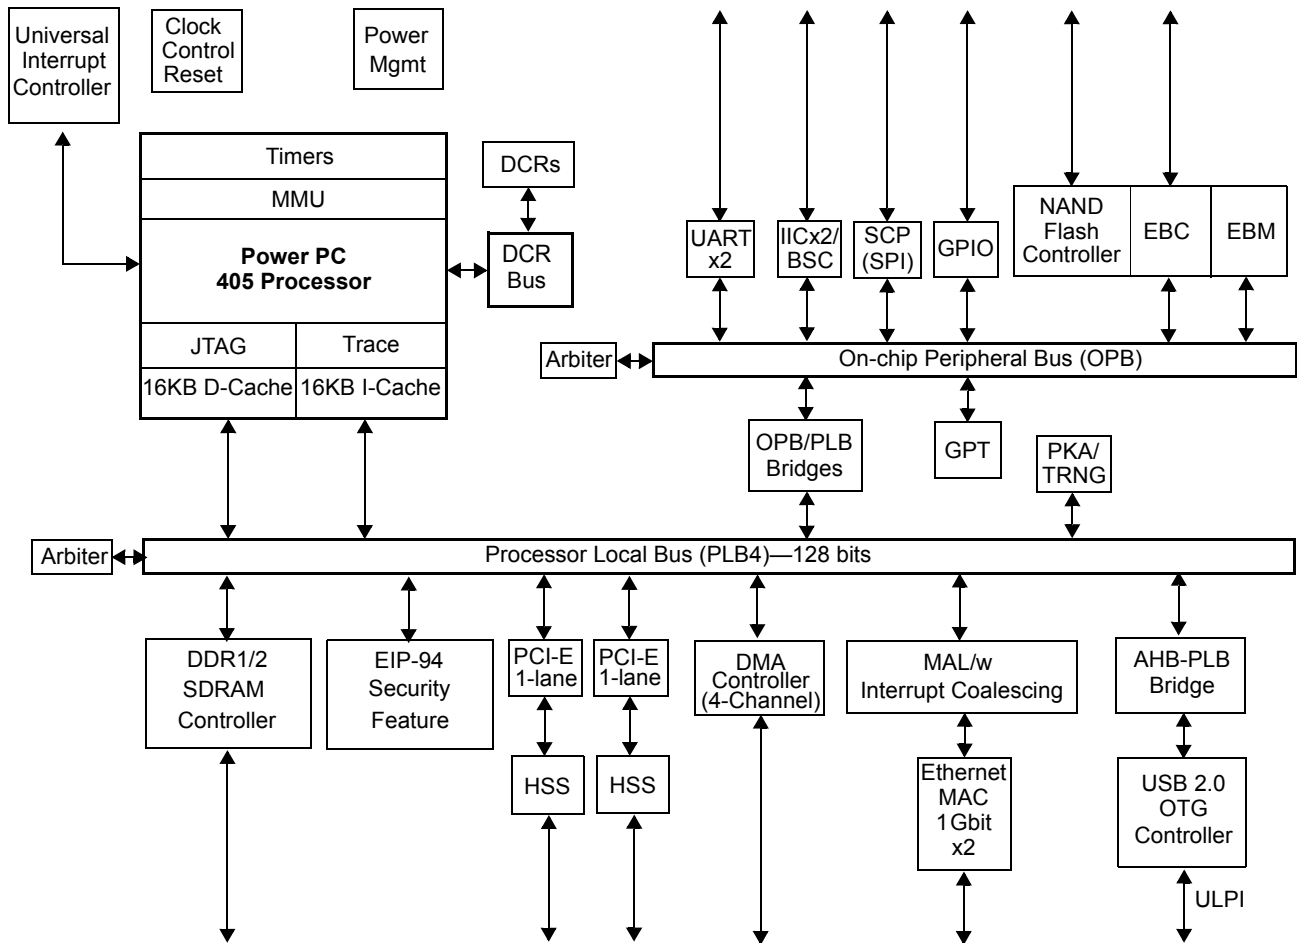 Universal
Interrupt
Controller
Clock
Control
Reset
Power
Mgmt
Timers
MMU
Power PC
405 Processor
JTAG
Trace
16KB D-Cache
16KB I-Cache
DCRs
DCR
Bus
UART
x2
IICx2/
BSC
SCP
(SPI)
GPIO
NAND
Flash
Controller
EBC
EBM
Arbiter
On-chip Peripheral Bus (OPB)
OPB/PLB
Bridges
GPT
PKA/
TRNG
Arbiter
Processor Local Bus (PLB4)—128 bits
DDR1/2
SDRAM
Controller
EIP-94
Security
Feature
PCI-E
1-lane
PCI-E
1-lane
DMA
Controller
(4-Channel)
MAL/w
Interrupt Coalescing
AHB-PLB
Bridge
HSS
HSS
Ethernet
MAC
1Gbit
x2
USB 2.0
OTG
Controller
ULPI